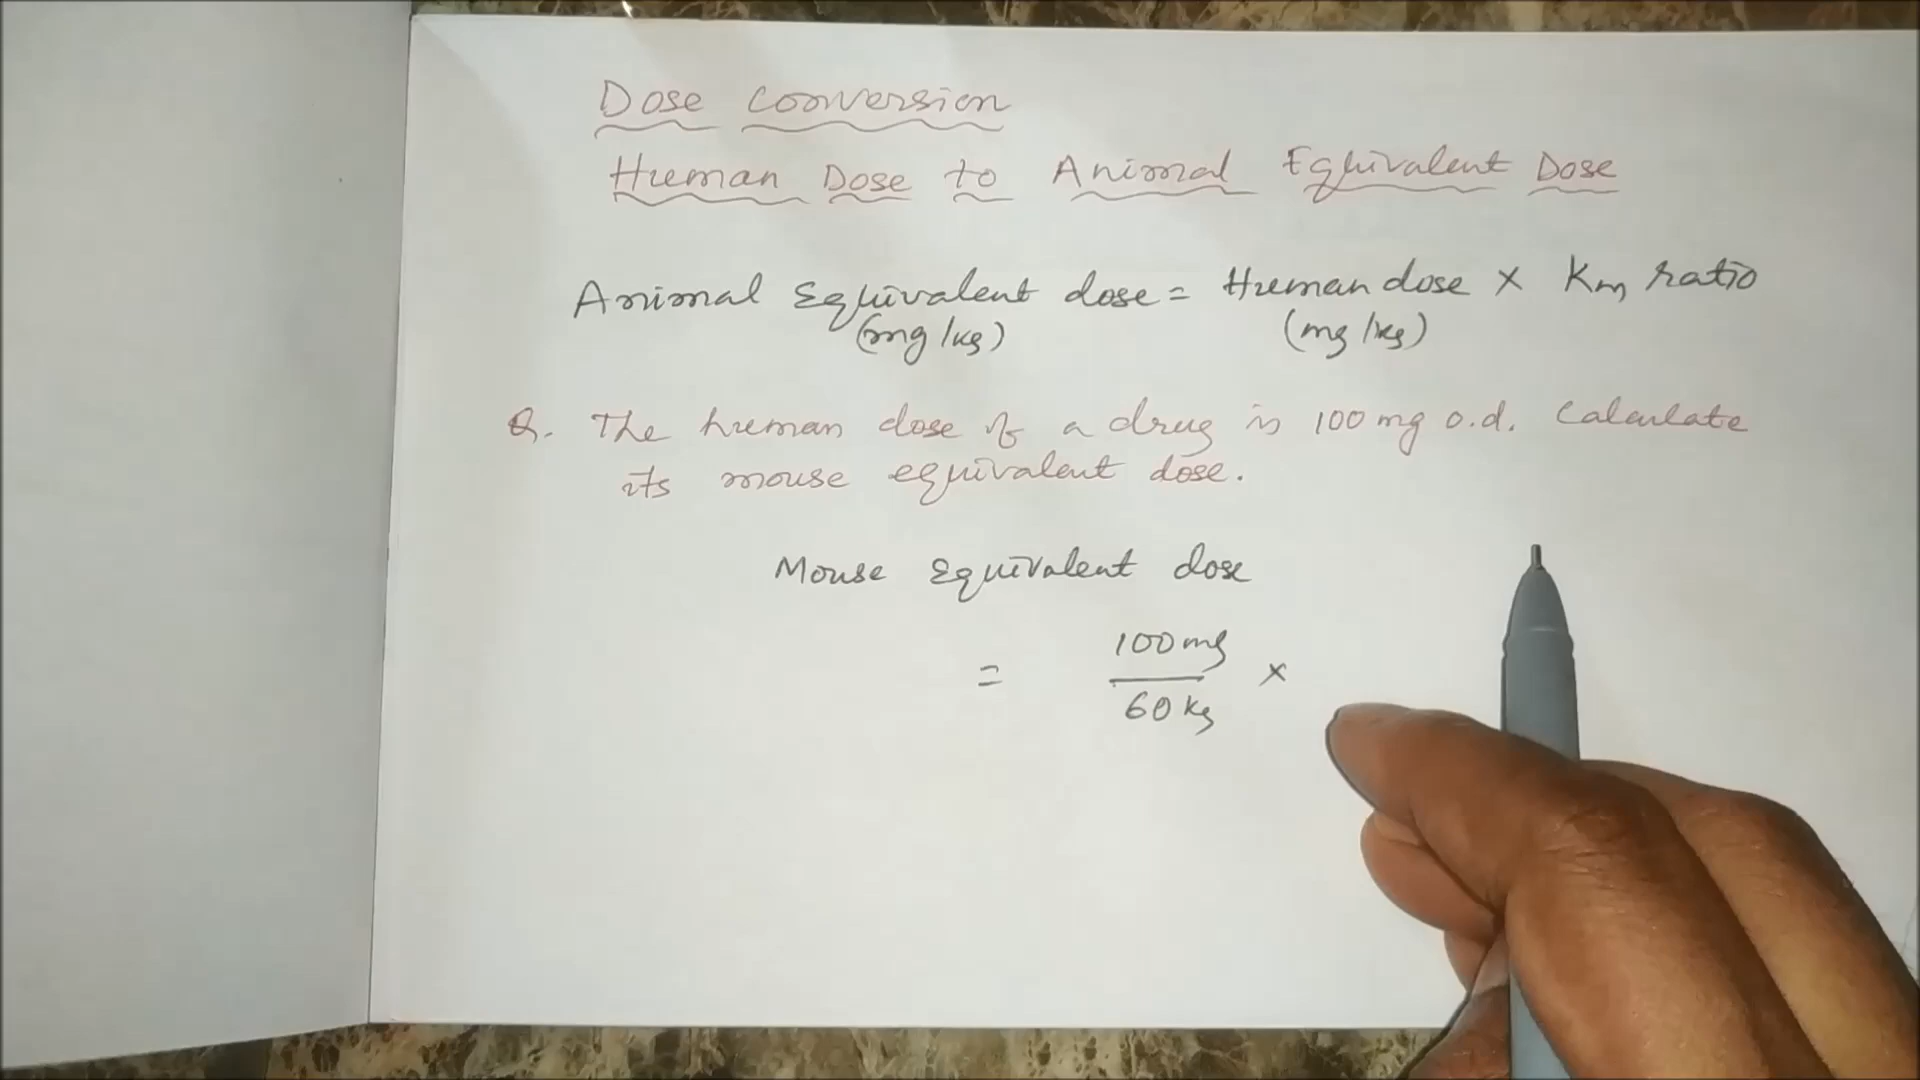 Dose Conversion
Human Dose to Animal Equivalent Dose
Animal Equivalent dose = Human dose × Km ratio
(mg/kg) (mg/kg)
Q. The human dose of a drug is 100 mg o.d. Calculate
its mouse equivalent dose.
Mouse Equivalent dose
= 100 mg ×
60 kg